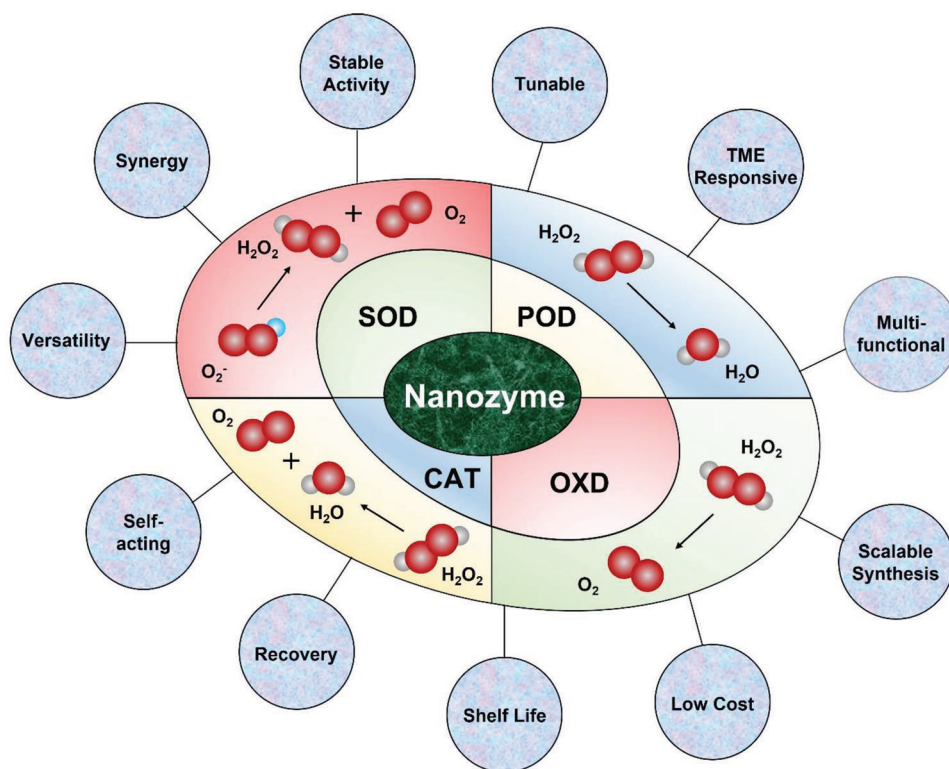 Stable
Activity
Tunable
Synergy
TME
Responsive
H₂O₂
+
O₂
H₂O₂
SOD
POD
Versatility
O₂⁻
H₂O
Multi-
functional
Nanozyme
O₂
+
H₂O
CAT
OXD
H₂O₂
Self-
acting
H₂O₂
O₂
Scalable
Synthesis
Recovery
Shelf Life
Low Cost